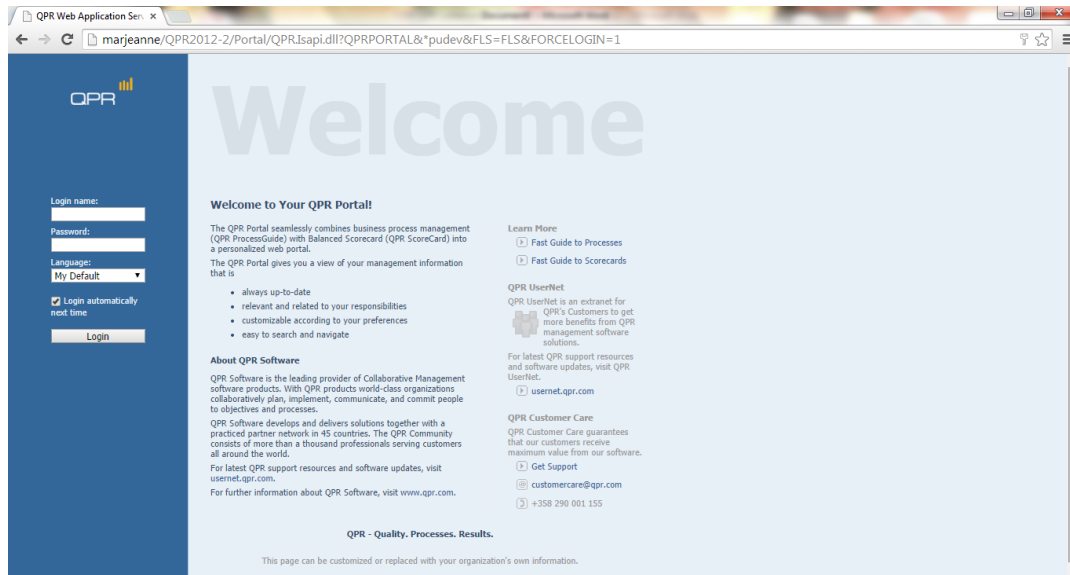 QPR Web Application Ser
marjeanne/QPR2012-2/Portal/QPR.Isapi.dll?QPRPORTAL&*pudev&FLS=FLS&FORCELOGIN=1
QPR
Welcome
Login name:
Password:
Language:
My Default
Login automatically
next time
Login
Welcome to Your QPR Portal!
The QPR Portal seamlessly combines business process management
(QPR ProcessGuide) with Balanced Scorecard (QPR ScoreCard) into
a personalized web portal.
The QPR Portal gives you a view of your management information
that is
• always up-to-date
• relevant and related to your responsibilities
• customizable according to your preferences
• easy to search and navigate
About QPR Software
QPR Software is the leading provider of Collaborative Management
software products. With QPR products world-class organizations
collaboratively plan, implement, communicate, and commit people
to objectives and processes.
QPR Software develops and delivers solutions together with a
practiced partner network in 45 countries. The QPR Community
consists of more than a thousand professionals serving customers
all around the world.
For latest QPR support resources and software updates, visit
usernet.qpr.com.
For further information about QPR Software, visit www.qpr.com.
Learn More
Fast Guide to Processes
Fast Guide to Scorecards
QPR UserNet
QPR UserNet is an extranet for
QPR's Customers to get
more benefits from QPR
management software
solutions.
For latest QPR support resources
and software updates, visit QPR
UserNet.
usernet.qpr.com
QPR Customer Care
QPR Customer Care guarantees
that our customers receive
maximum value from our software.
Get Support
customercare@qpr.com
+358 290 001 155
QPR - Quality. Processes. Results.
This page can be customized or replaced with your organization's own information.